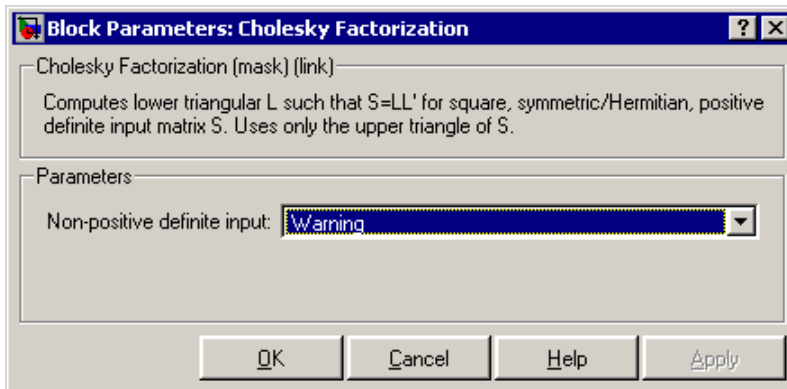 Block Parameters: Cholesky Factorization
Cholesky Factorization (mask) (link)
Computes lower triangular L such that S=LL' for square, symmetric/Hermitian, positive
definite input matrix S. Uses only the upper triangle of S.
Parameters
Non-positive definite input: Warning
OK Cancel Help Apply